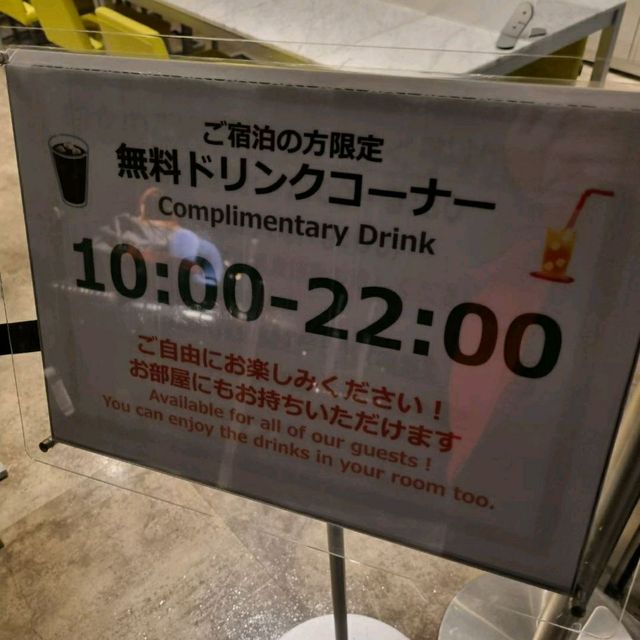 ご宿泊の方限定
無料ドリンクコーナー
Complimentary Drink
10:00-22:00
ご自由にお楽しみください！
お部屋にもお持ちいただけます
Available for all of our guests !
You can enjoy the drinks in your room too.